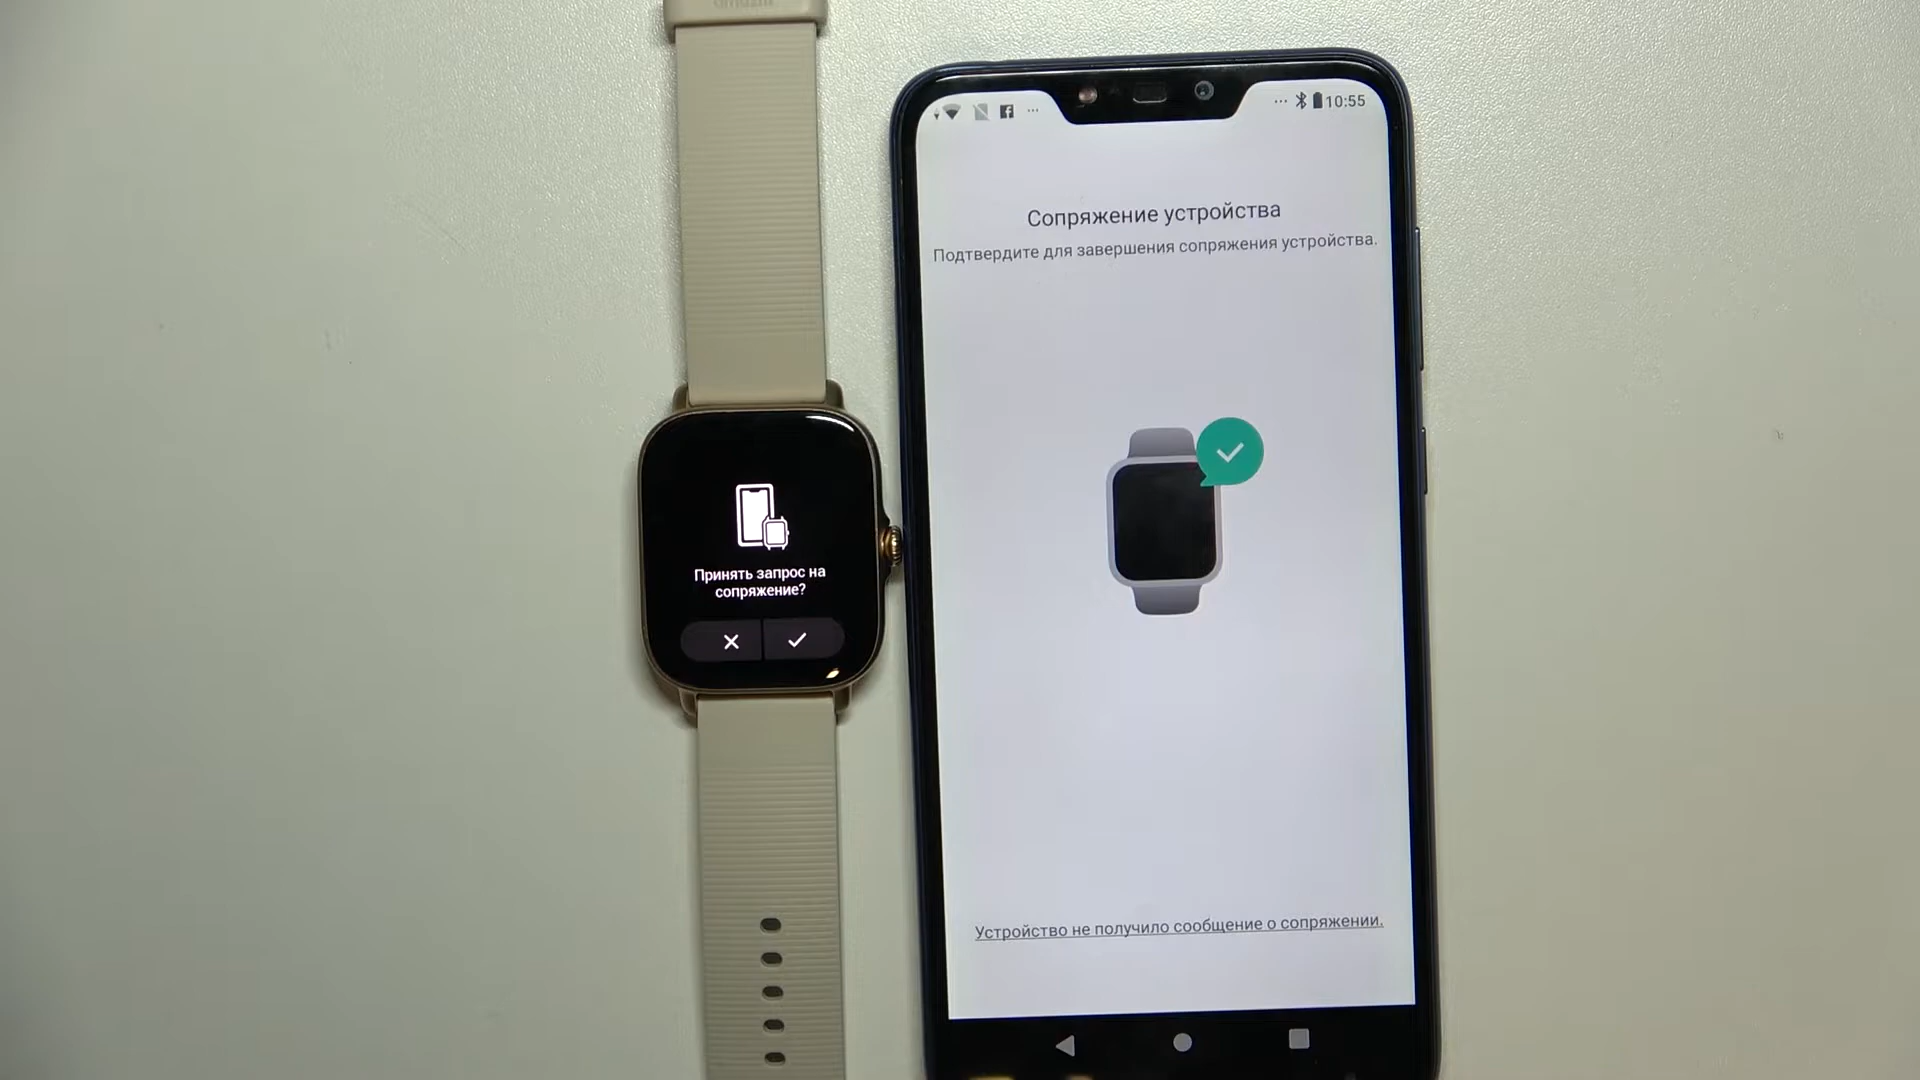 10:55
Сопряжение устройства
Подтвердите для завершения сопряжения устройства.
Принять запрос на
сопряжение?
Устройство не получило сообщение о сопряжении.